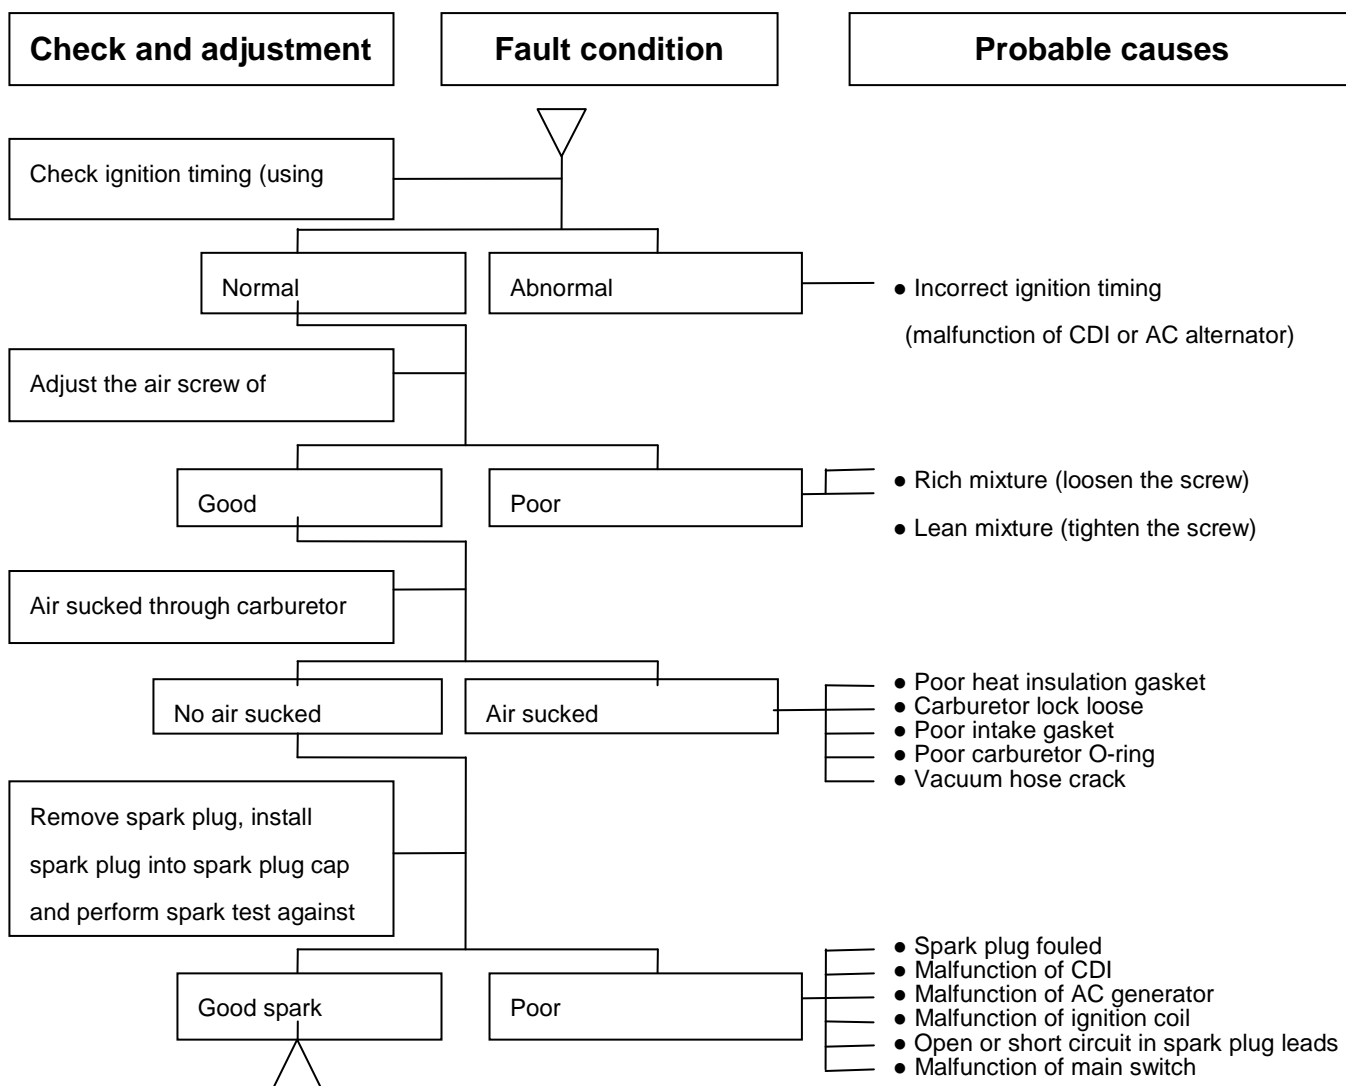 Check and adjustment
Fault condition
Probable causes
Check ignition timing (using
Normal
Abnormal
● Incorrect ignition timing
(malfunction of CDI or AC alternator)
Adjust the air screw of
Good
Poor
● Rich mixture (loosen the screw)
● Lean mixture (tighten the screw)
Air sucked through carburetor
No air sucked
Air sucked
● Poor heat insulation gasket
● Carburetor lock loose
● Poor intake gasket
● Poor carburetor O-ring
● Vacuum hose crack
Remove spark plug, install
spark plug into spark plug cap
and perform spark test against
Good spark
Poor
● Spark plug fouled
● Malfunction of CDI
● Malfunction of AC generator
● Malfunction of ignition coil
● Open or short circuit in spark plug leads
● Malfunction of main switch